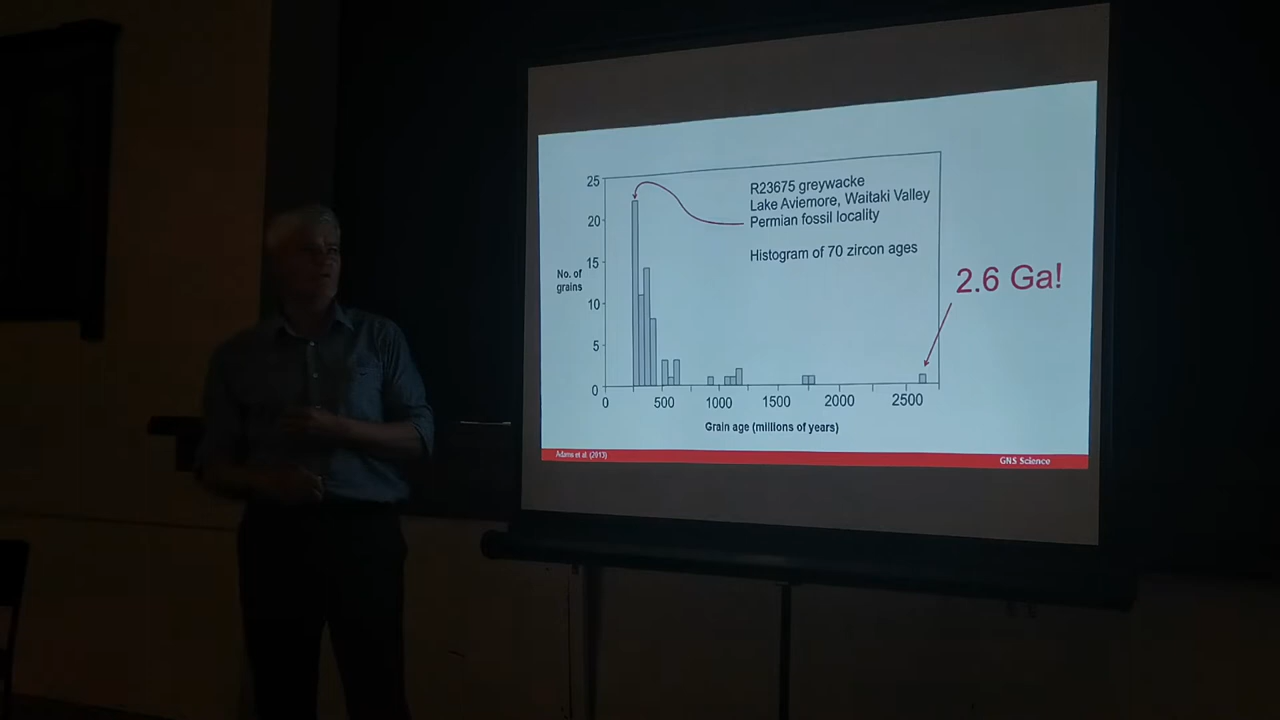 R23675 greywacke
Lake Aviemore, Waitaki Valley
Permian fossil locality
Histogram of 70 zircon ages
2.6 Ga!
25
20
15
10
5
0
No. of
grains
0 500 1000 1500 2000 2500
Grain age (millions of years)
Adams et al (2013)
GNS Science